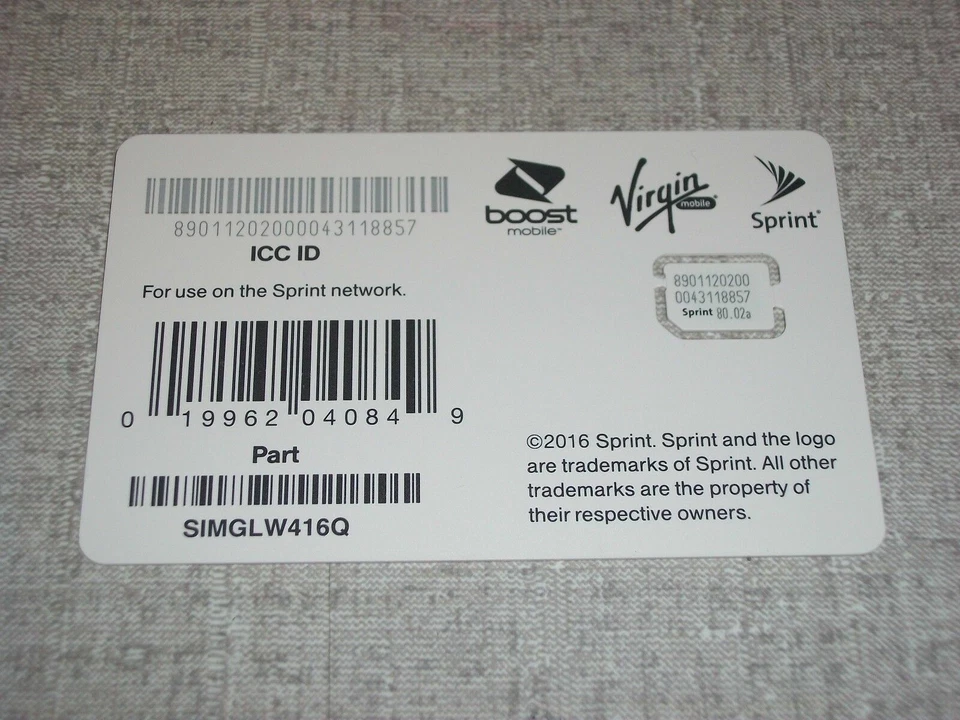 89011202000043118857
ICC ID
For use on the Sprint network.
0 19962 04084 9
Part
SIMGLW416Q
boost
mobile™
Virgin
mobile
Sprint
8901120200
0043118857
Sprint 80.02a
©2016 Sprint. Sprint and the logo
are trademarks of Sprint. All other
trademarks are the property of
their respective owners.